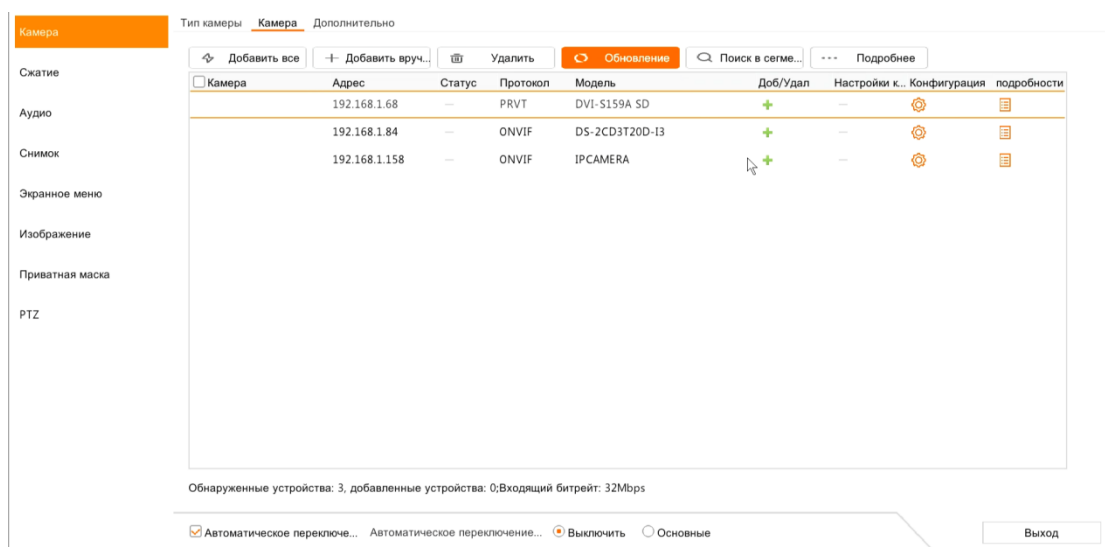 Тип камеры Камера Дополнительно
Камера
Сжатие
Аудио
Снимок
Экранное меню
Изображение
Приватная маска
PTZ
Добавить все + Добавить вруч... Удалить Обновление Поиск в сегме... ... Подробнее
Камера Адрес Статус Протокол Модель Доб/Удал Настройки к... Конфигурация подробности
192.168.1.68 — PRVT DVI-S159A SD + —
192.168.1.84 — ONVIF DS-2CD3T20D-I3 + —
192.168.1.158 — ONVIF IPCAMERA + —
Обнаруженные устройства: 3, добавленные устройства: 0;Входящий битрейт: 32Mbps
Автоматическое переключе... Автоматическое переключение... Выключить Основные Выход